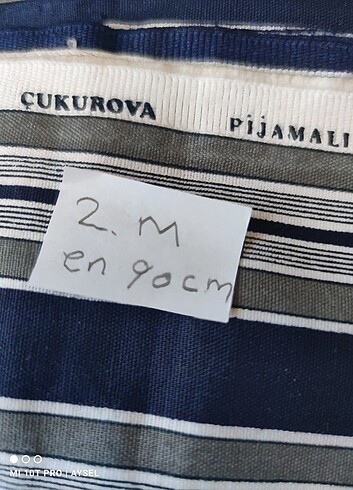 ÇUKUROVA PİJAMALI
2. M
en 90cm
MI 10T PRO | AYSEL